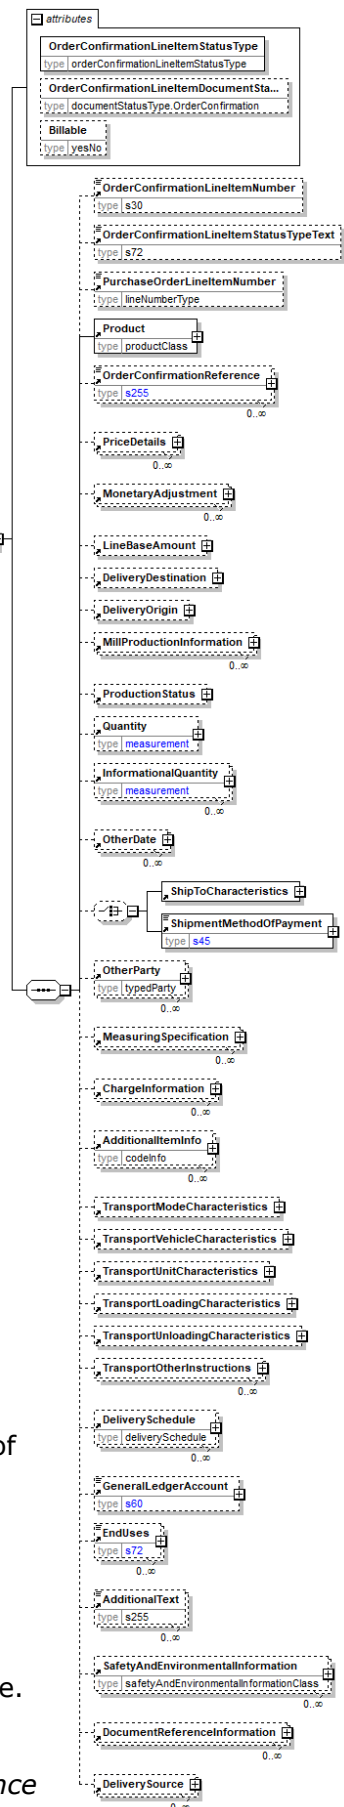 attributes
OrderConfirmationLineItemStatusType
type orderConfirmationLineItemStatusType
OrderConfirmationLineItemDocumentSta...
type documentStatusType.OrderConfirmation
Billable
type yesNo
OrderConfirmationLineItemNumber
type s30
OrderConfirmationLineItemStatusTypeText
type s72
PurchaseOrderLineItemNumber
type lineNumberType
Product
type productClass
OrderConfirmationReference
type s255
0..∞
PriceDetails
0..∞
MonetaryAdjustment
0..∞
LineBaseAmount
DeliveryDestination
DeliveryOrigin
MillProductionInformation
0..∞
ProductionStatus
Quantity
type measurement
InformationalQuantity
type measurement
0..∞
OtherDate
0..∞
ShipToCharacteristics
ShipmentMethodOfPayment
type s45
OtherParty
type typedParty
0..∞
MeasuringSpecification
0..∞
ChargeInformation
0..∞
AdditionalItemInfo
type codeInfo
0..∞
TransportModeCharacteristics
TransportVehicleCharacteristics
TransportUnitCharacteristics
TransportLoadingCharacteristics
TransportUnloadingCharacteristics
TransportOtherInstructions
0..∞
DeliverySchedule
type deliverySchedule
0..∞
of
GeneralLedgerAccount
type s60
EndUses
type s72
0..∞
AdditionalText
type s255
0..∞
SafetyAndEnvironmentalInformation
type safetyAndEnvironmentalInformationClass
e.
0..∞
DocumentReferenceInformation
0..∞
nce
DeliverySource
0..∞